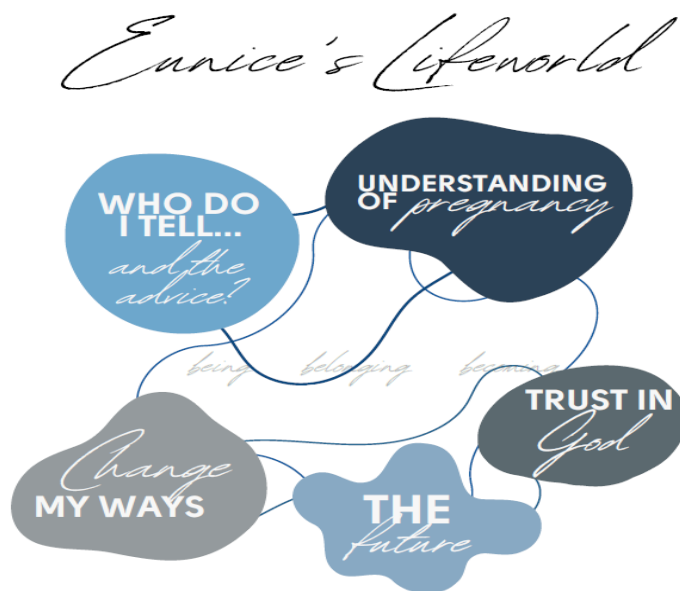 Eunice's Lifeworld
WHO DO
I TELL...
and the
advice?
UNDERSTANDING
OF pregnancy
being belonging becoming
TRUST IN
God
Change
MY WAYS
THE
future